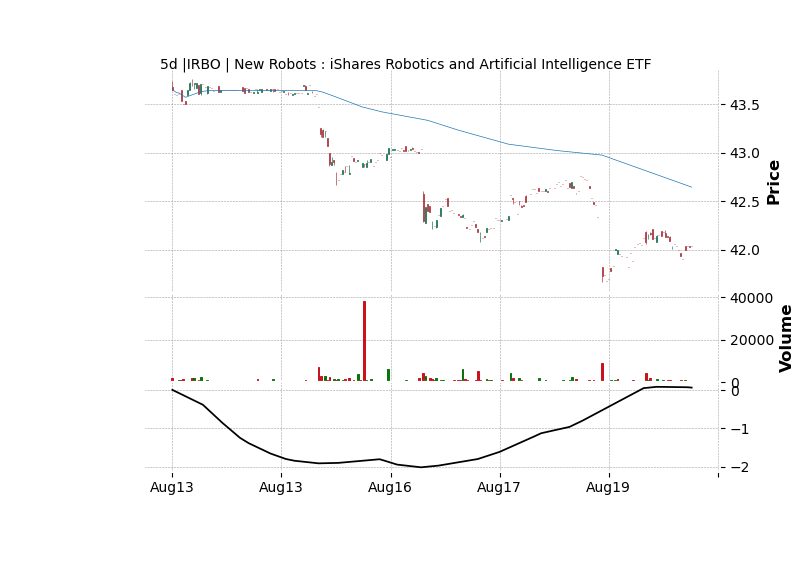 5d |IRBO | New Robots : iShares Robotics and Artificial Intelligence ETF
43.5
43.0
42.5
42.0
Price
40000
20000
0
Volume
0
−1
−2
Aug13 Aug13 Aug16 Aug17 Aug19